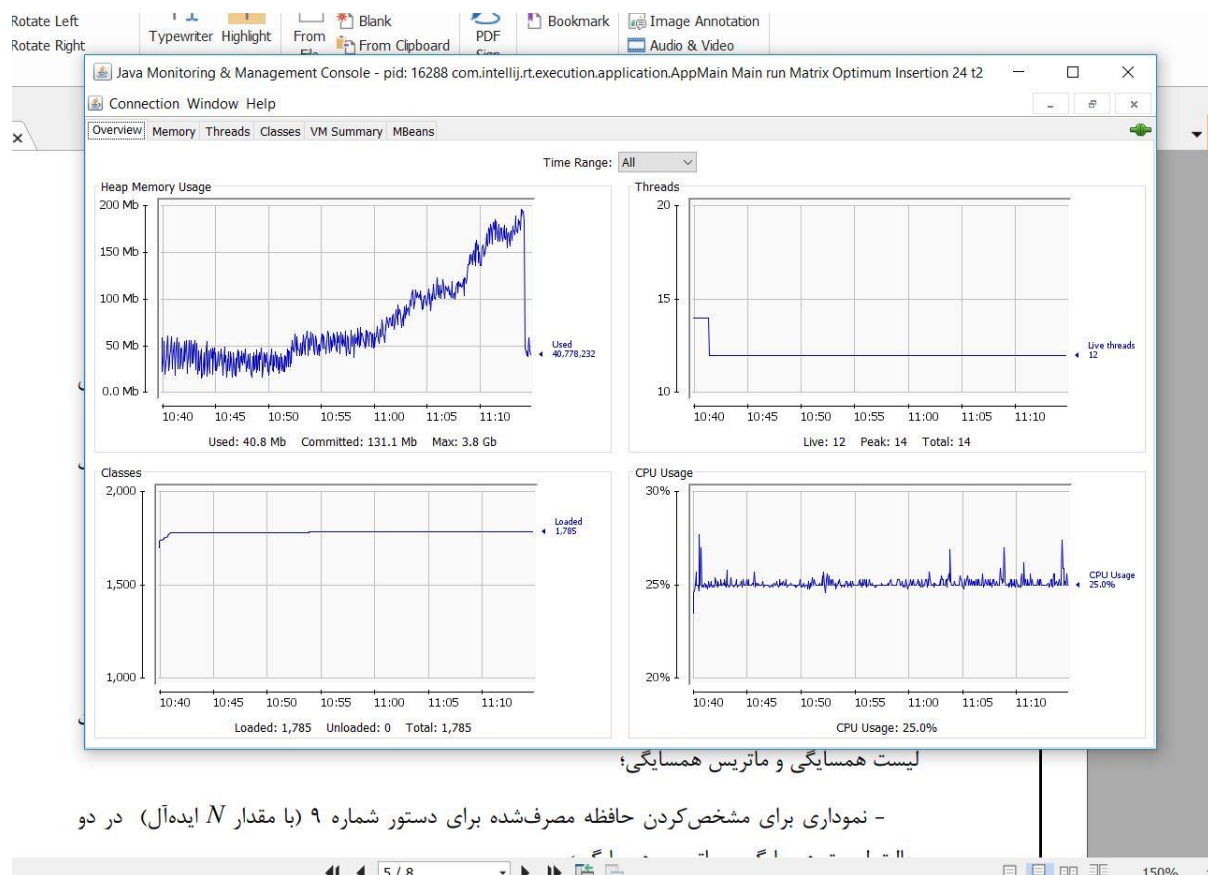 Rotate Left
Rotate Right
Typewriter Highlight From Blank
From Clipboard PDF
Bookmark Image Annotation
Audio & Video
Java Monitoring & Management Console - pid: 16288 com.intellij.rt.execution.application.AppMain Main run Matrix Optimum Insertion 24 t2
Connection Window Help
Overview Memory Threads Classes VM Summary MBeans
Time Range: All
Heap Memory Usage
200 Mb
150 Mb
100 Mb
50 Mb
0.0 Mb
Used
40,778,232
10:40 10:45 10:50 10:55 11:00 11:05 11:10
Used: 40.8 Mb Committed: 131.1 Mb Max: 3.8 Gb
Threads
20
15
10
Live threads
12
10:40 10:45 10:50 10:55 11:00 11:05 11:10
Live: 12 Peak: 14 Total: 14
Classes
2,000
1,500
1,000
Loaded
1,785
10:40 10:45 10:50 10:55 11:00 11:05 11:10
Loaded: 1,785 Unloaded: 0 Total: 1,785
CPU Usage
30%
25%
20%
CPU Usage
25.0%
10:40 10:45 10:50 10:55 11:00 11:05 11:10
CPU Usage: 25.0%
لیست همسایگی و ماتریس همسایگی؛
- نموداری برای مشخص‌کردن حافظه مصرف‌شده برای دستور شماره ۹ (با مقدار N ایده‌آل) در دو
5 / 8
150%